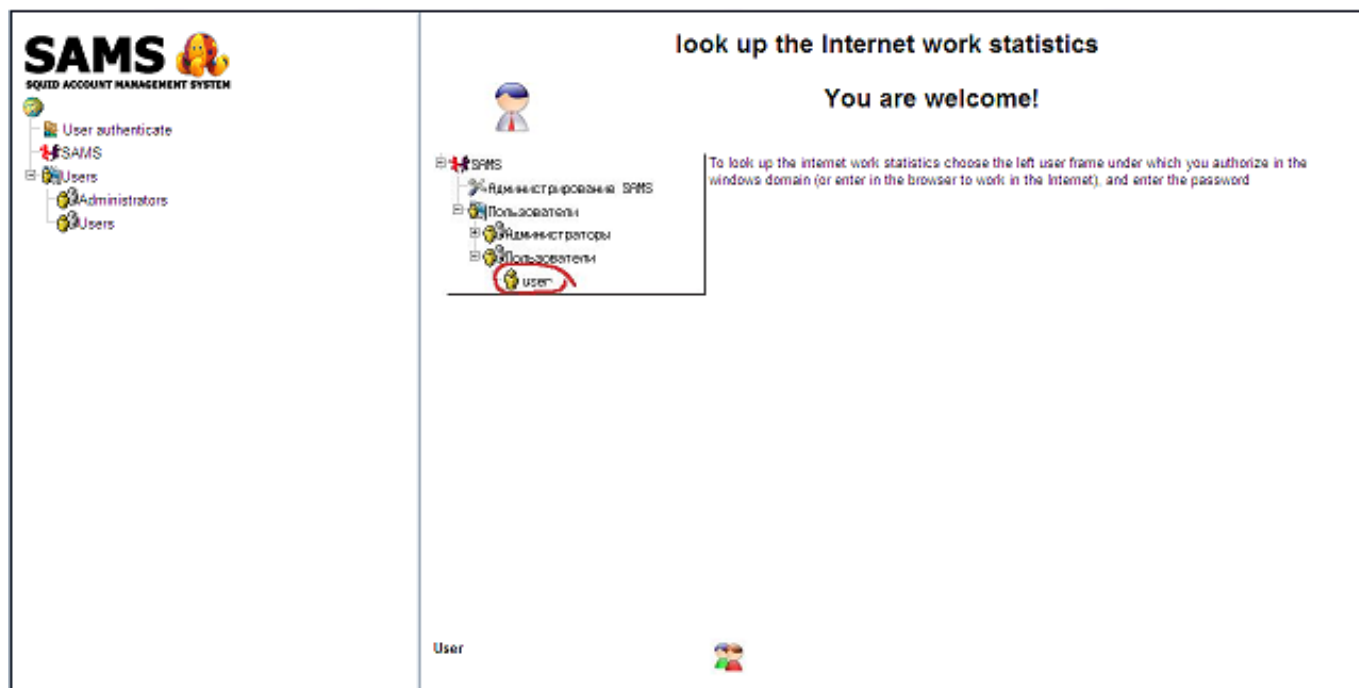 SAMS
SQUID ACCOUNT MANAGEMENT SYSTEM
User authenticate
SAMS
Users
Administrators
Users
look up the Internet work statistics
You are welcome!
SAMS
Администрирование SAMS
Пользователи
Администраторы
Пользователи
user
To look up the internet work statistics choose the left user frame under which you authorize in the
windows domain (or enter in the browser to work in the Internet), and enter the password
User